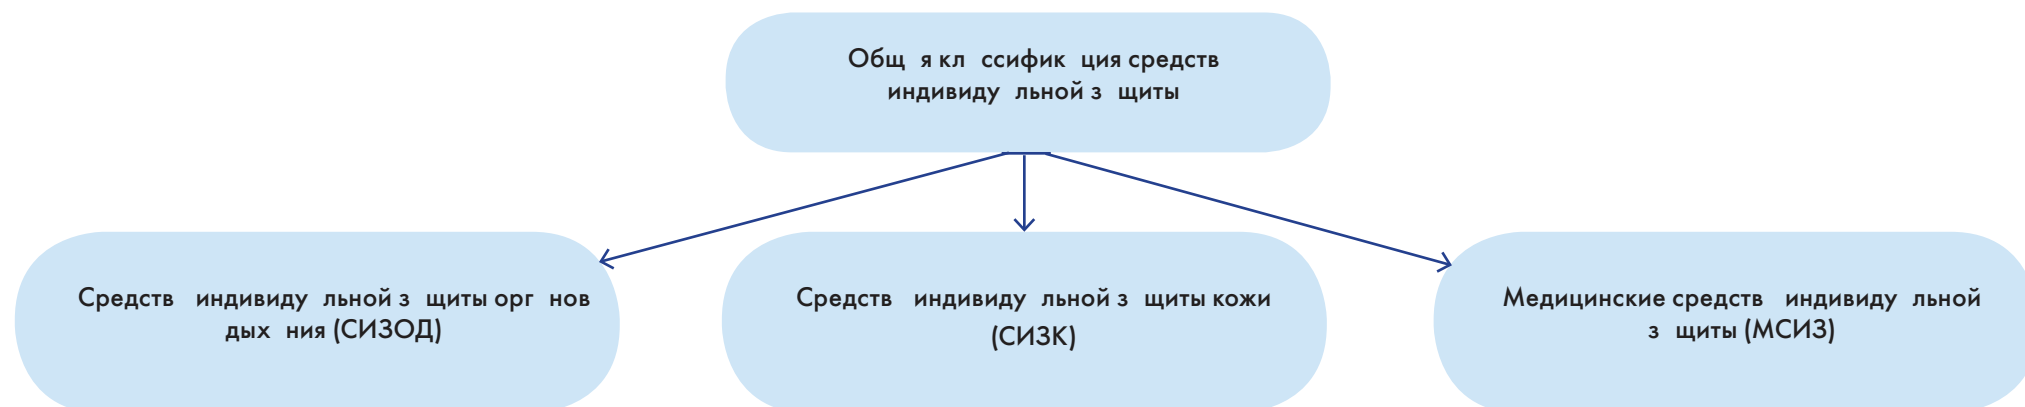 Общ я кл ссифик ция средств
индивиду льной з щиты
Средств индивиду льной з щиты орг нов
дых ния (СИЗОД)
Средств индивиду льной з щиты кожи
(СИЗК)
Медицинские средств индивиду льной
з щиты (МСИЗ)